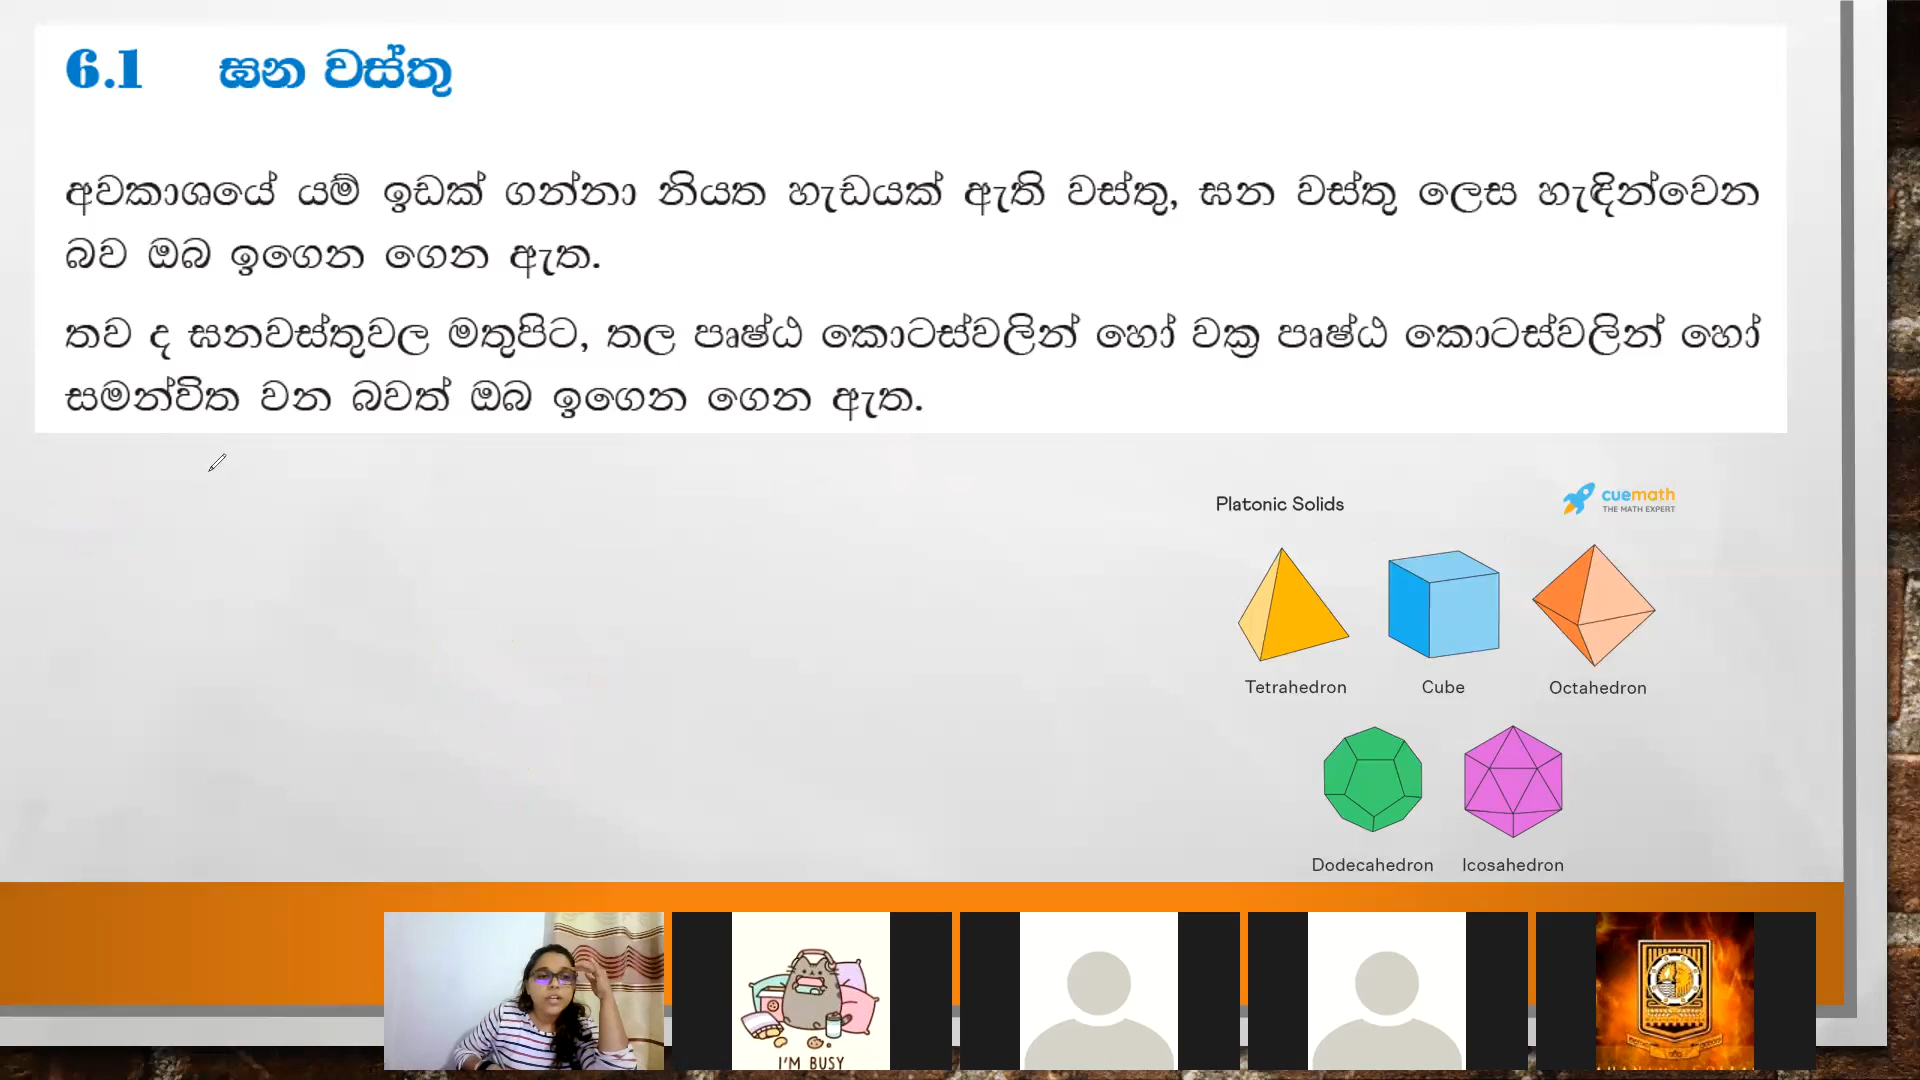 6.1 ඝන වස්තු
අවකාශයේ යම් ඉඩක් ගන්නා නියත හැඩයක් ඇති වස්තු, ඝන වස්තු ලෙස හැඳින්වෙන
බව ඔබ ඉගෙන ගෙන ඇත.
තව ද ඝනවස්තුවල මතුපිට, තල පෘෂ්ඨ කොටස්වලින් හෝ වක්‍ර පෘෂ්ඨ කොටස්වලින් හෝ
සමන්විත වන බවත් ඔබ ඉගෙන ගෙන ඇත.
Platonic Solids
cuemath
THE MATH EXPERT
Tetrahedron Cube Octahedron
Dodecahedron Icosahedron
I'M BUSY